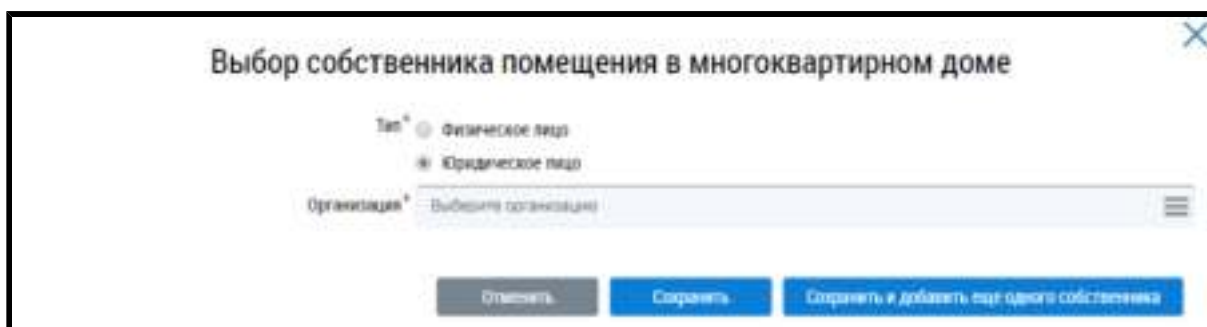 Выбор собственника помещения в многоквартирном доме
Тип* Физическое лицо
Юридическое лицо
Организация* Выберите организацию
Отменить Сохранить Сохранить и добавить еще одного собственника